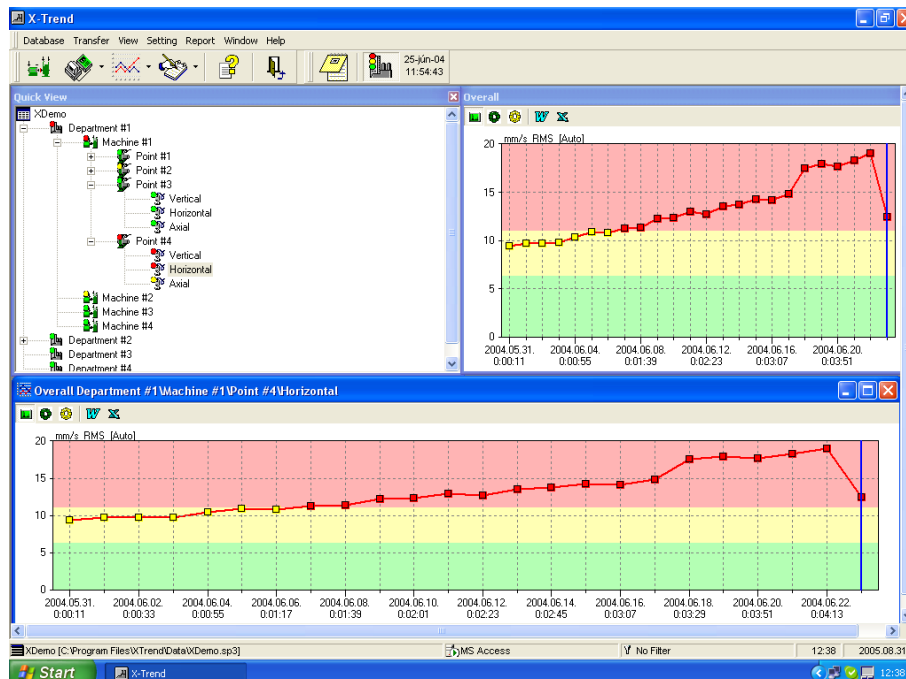 X-Trend
Database Transfer View Setting Report Window Help
25-jún-04
11:54:43
Quick View
XDemo
Department #1
Machine #1
Point #1
Point #2
Point #3
Vertical
Horizontal
Axial
Point #4
Vertical
Horizontal
Axial
Machine #2
Machine #3
Machine #4
Department #2
Department #3
Department #4
Overall
W X
mm/s RMS [Auto]
20
15
10
5
0
2004.05.31. 2004.06.04. 2004.06.08. 2004.06.12. 2004.06.16. 2004.06.20.
0:00:11 0:00:55 0:01:39 0:02:23 0:03:07 0:03:51
Overall Department #1\Machine #1\Point #4\Horizontal
W X
mm/s RMS [Auto]
20
15
10
5
0
2004.05.31. 2004.06.02. 2004.06.04. 2004.06.06. 2004.06.08. 2004.06.10. 2004.06.12. 2004.06.14. 2004.06.16. 2004.06.18. 2004.06.20. 2004.06.22.
0:00:11 0:00:33 0:00:55 0:01:17 0:01:39 0:02:01 0:02:23 0:02:45 0:03:07 0:03:29 0:03:51 0:04:13
XDemo [C:\Program Files\XTrend\Data\XDemo.sp3] MS Access No Filter 12:38 2005.08.31
Start X-Trend 12:38